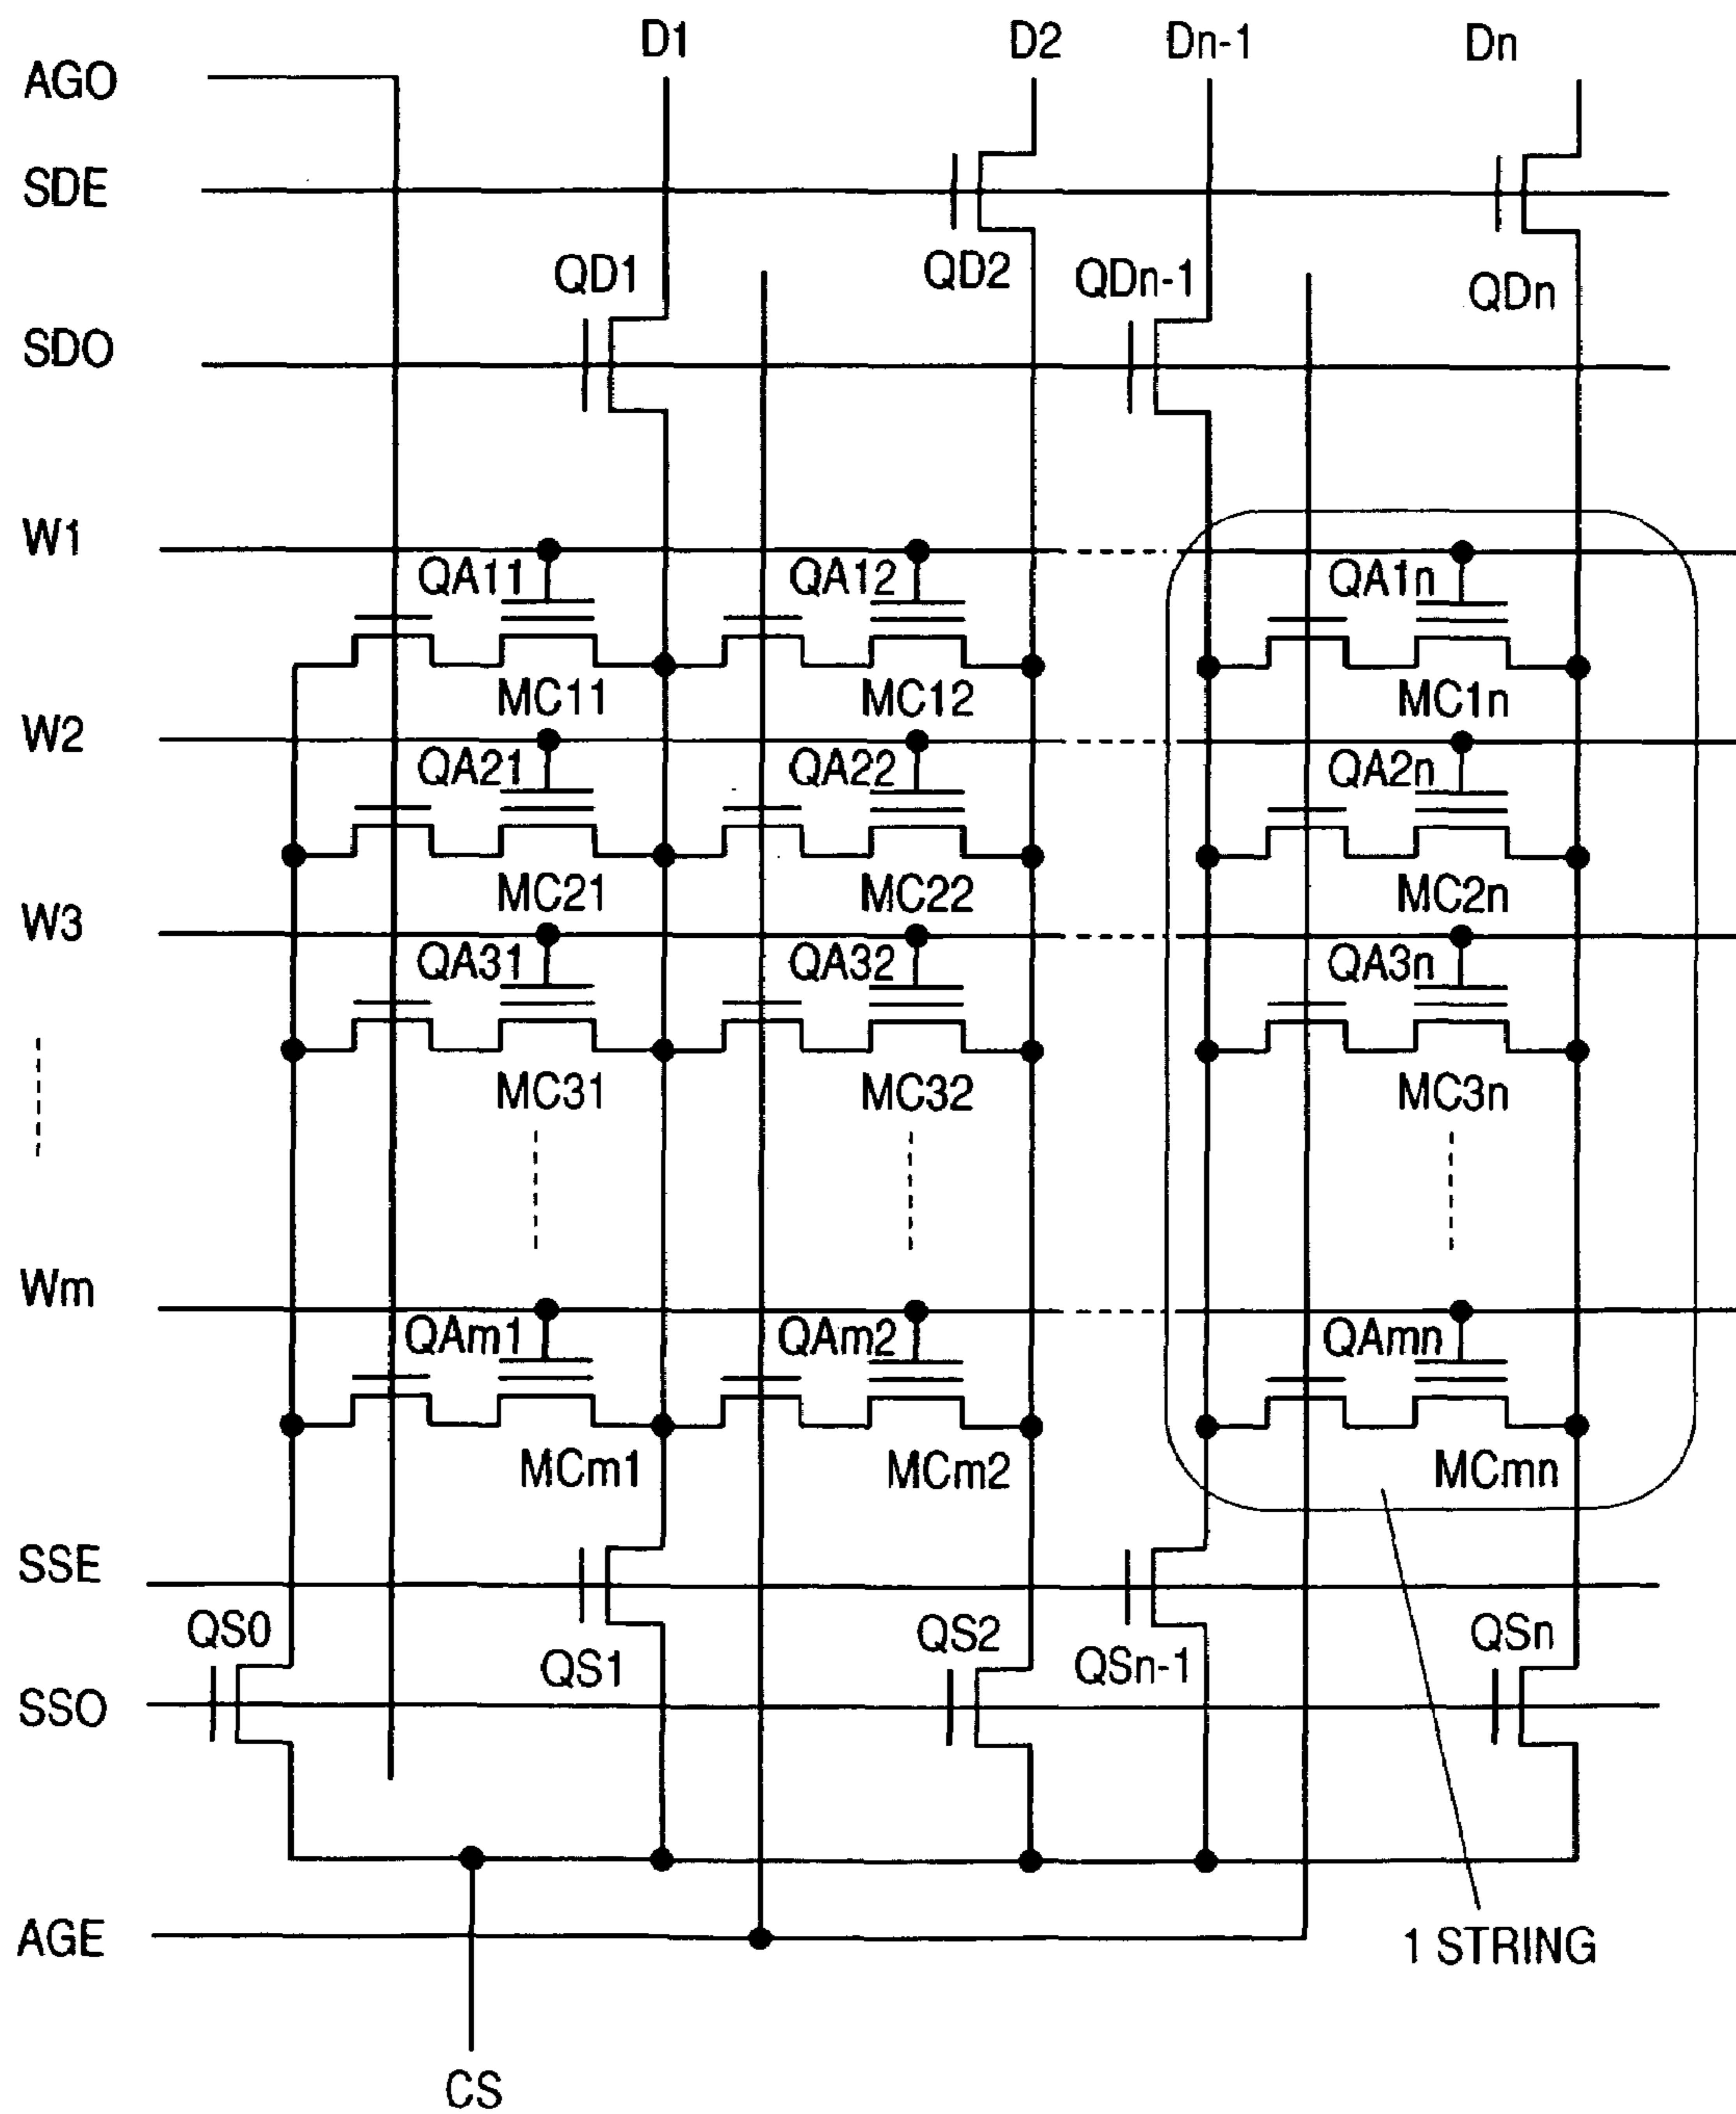 D1 D2 Dn-1 Dn
AGO
SDE
QD1 QD2 QDn-1 QDn
SDO
W1
QA11 QA12 QA1n
MC11 MC12 MC1n
W2
QA21 QA22 QA2n
MC21 MC22 MC2n
W3
QA31 QA32 QA3n
MC31 MC32 MC3n
Wm
QAm1 QAm2 QAmn
MCm1 MCm2 MCmn
SSE
QS0 QS1 QS2 QSn-1 QSn
SSO
AGE
1 STRING
CS